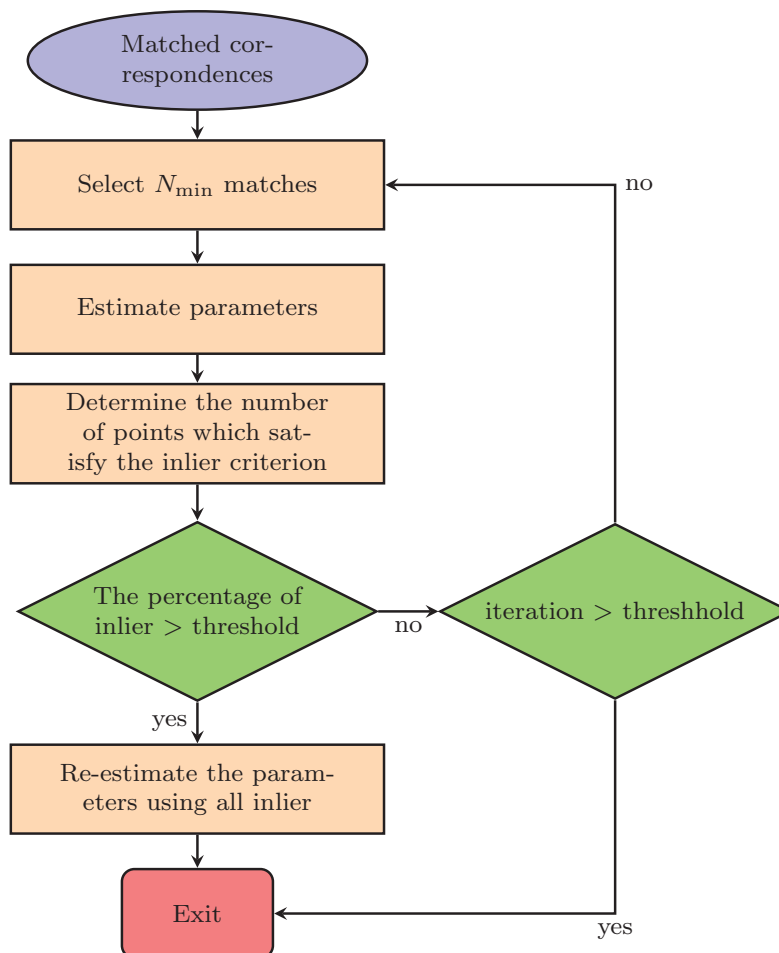 Matched cor-
respondences
Select N_min matches
no
Estimate parameters
Determine the number
of points which sat-
isfy the inlier criterion
The percentage of
inlier > threshold
no
iteration > threshhold
yes
Re-estimate the param-
eters using all inlier
Exit
yes